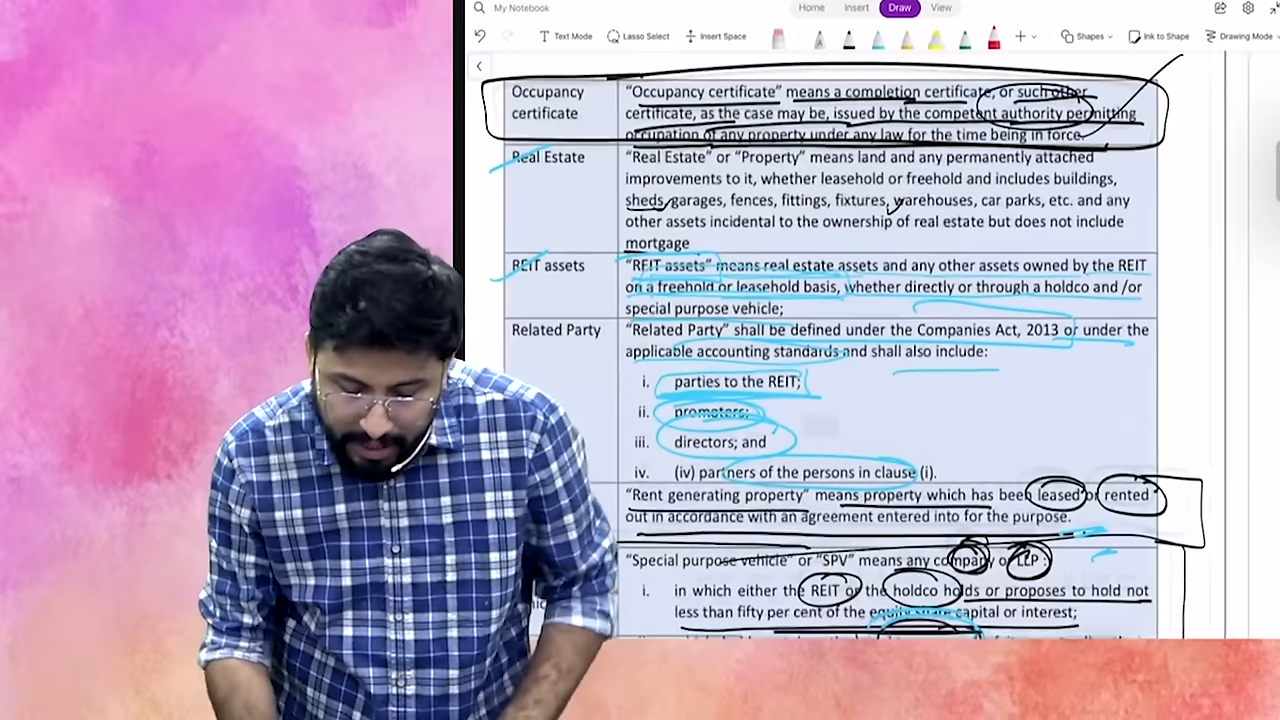 My Notebook
Home Insert Draw View
Text Mode Lasso Select Insert Space Shapes Ink to Shape Drawing Mode
Occupancy certificate
“Occupancy certificate” means a completion certificate, or such other
certificate, as the case may be, issued by the competent authority permitting
occupation of any property under any law for the time being in force.
Real Estate
“Real Estate” or “Property” means land and any permanently attached
improvements to it, whether leasehold or freehold and includes buildings,
sheds, garages, fences, fittings, fixtures, warehouses, car parks, etc. and any
other assets incidental to the ownership of real estate but does not include
mortgage
REIT assets
“REIT assets” means real estate assets and any other assets owned by the REIT
on a freehold or leasehold basis, whether directly or through a holdco and /or
special purpose vehicle;
Related Party
“Related Party” shall be defined under the Companies Act, 2013 or under the
applicable accounting standards and shall also include:
i. parties to the REIT;
ii. promoters;
iii. directors; and
iv. (iv) partners of the persons in clause (i).
“Rent generating property” means property which has been leased or rented
out in accordance with an agreement entered into for the purpose.
“Special purpose vehicle” or “SPV” means any company or LLP :
i. in which either the REIT or the holdco holds or proposes to hold not
less than fifty per cent of the equity share capital or interest;